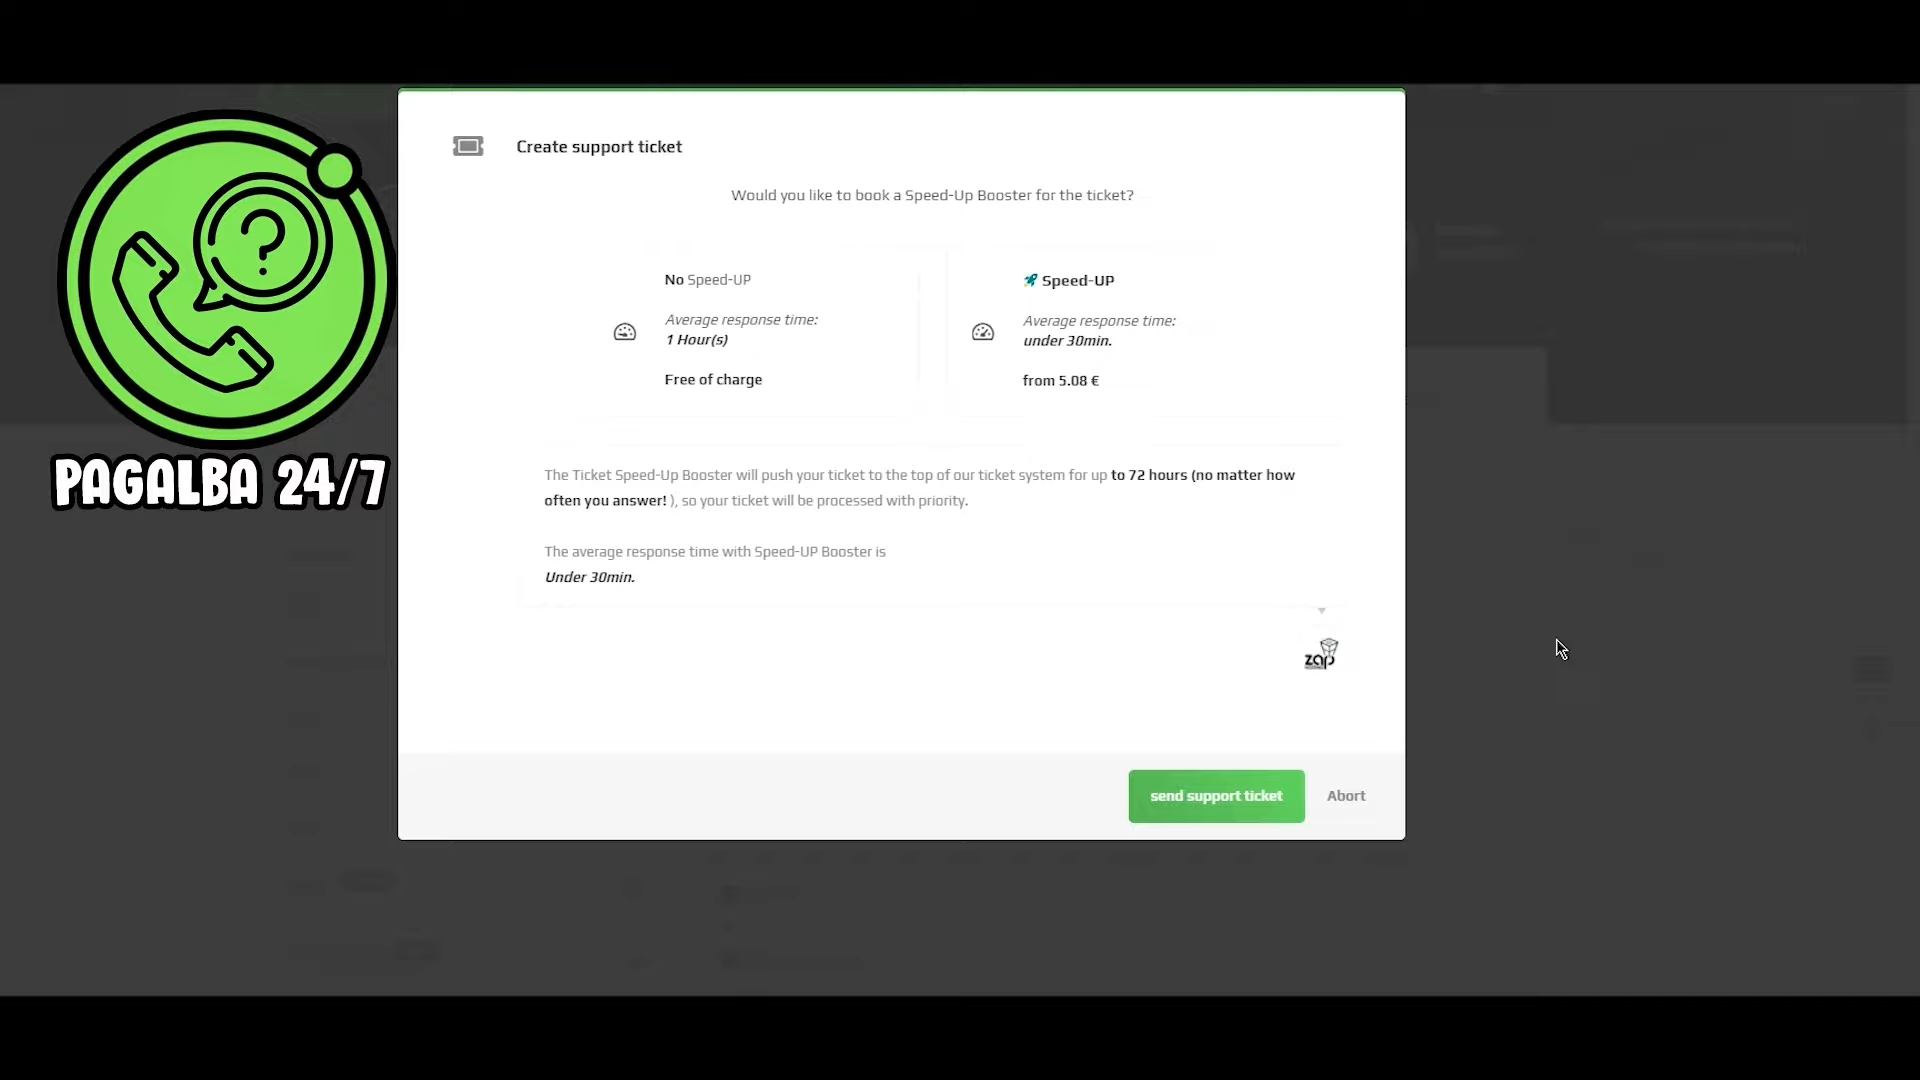 Create support ticket
Would you like to book a Speed-Up Booster for the ticket?
No Speed-UP
Average response time:
1 Hour(s)
Free of charge
Speed-UP
Average response time:
under 30min.
from 5.08 €
PAGALBA 24/7
The Ticket Speed-Up Booster will push your ticket to the top of our ticket system for up to 72 hours (no matter how
often you answer! ), so your ticket will be processed with priority.
The average response time with Speed-UP Booster is
Under 30min.
zap
send support ticket
Abort